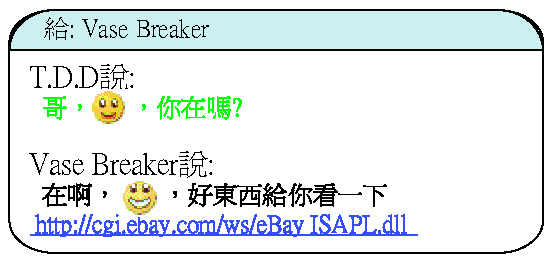 給: Vase Breaker
T.D.D說:
哥，，你在嗎?
Vase Breaker說:
在啊，，好東西給你看一下
http://cgi.ebay.com/ws/eBay ISAPL.dll